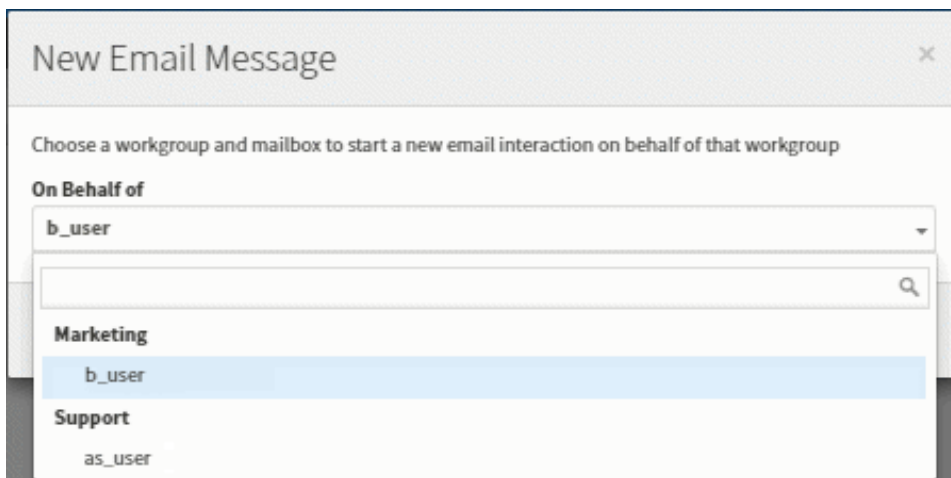 New Email Message
Choose a workgroup and mailbox to start a new email interaction on behalf of that workgroup
On Behalf of
b_user
Marketing
b_user
Support
as_user